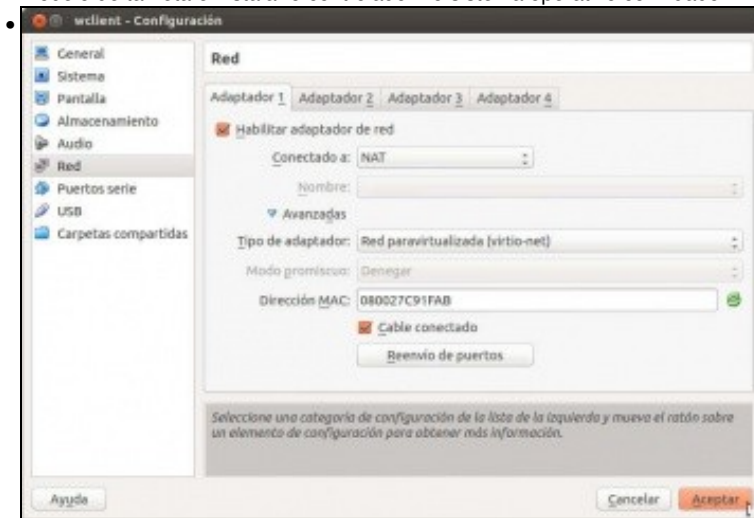 wclient - Configuración
General
Sistema
Pantalla
Almacenamiento
Audio
Red
Puertos serie
USB
Carpetas compartidas
Red
Adaptador 1 Adaptador 2 Adaptador 3 Adaptador 4
Habilitar adaptador de red
Conectado a: NAT
Nombre:
Avanzadas
Tipo de adaptador: Red paravirtualizada (virtio-net)
Modo promiscuo: Denegar
Dirección MAC: 080027C91FAB
Cable conectado
Reenvío de puertos
Seleccione una categoría de configuración de la lista de la izquierda y mueva el ratón sobre
un elemento de configuración para obtener más información.
Ayuda Cancelar Aceptar